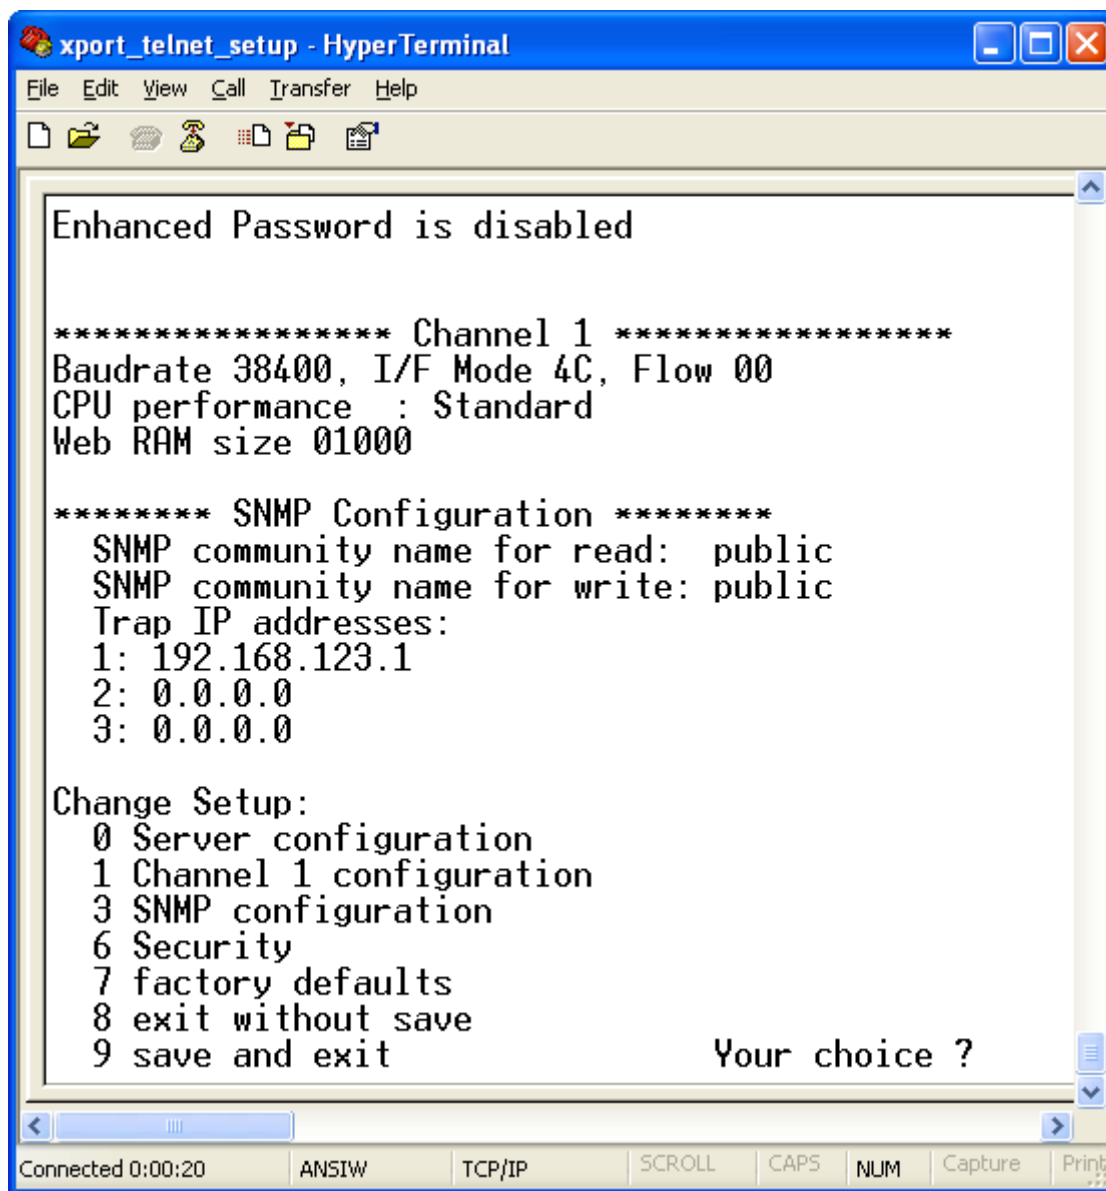 xport_telnet_setup - HyperTerminal
File Edit View Call Transfer Help
Enhanced Password is disabled
***************** Channel 1 *****************
Baudrate 38400, I/F Mode 4C, Flow 00
CPU performance  : Standard
Web RAM size 01000
******** SNMP Configuration ********
SNMP community name for read:  public
SNMP community name for write: public
Trap IP addresses:
1: 192.168.123.1
2: 0.0.0.0
3: 0.0.0.0
Change Setup:
0 Server configuration
1 Channel 1 configuration
3 SNMP configuration
6 Security
7 factory defaults
8 exit without save
9 save and exit                Your choice ?
Connected 0:00:20 ANSIW TCP/IP SCROLL CAPS NUM Capture Print